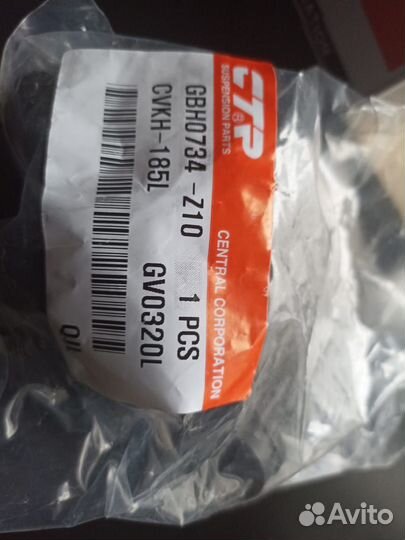 CTR®
SUSPENSION PARTS
CENTRAL CORPORATION
GBH0734-Z10 1 PCS
CVKH-185L GV0320L
Avito